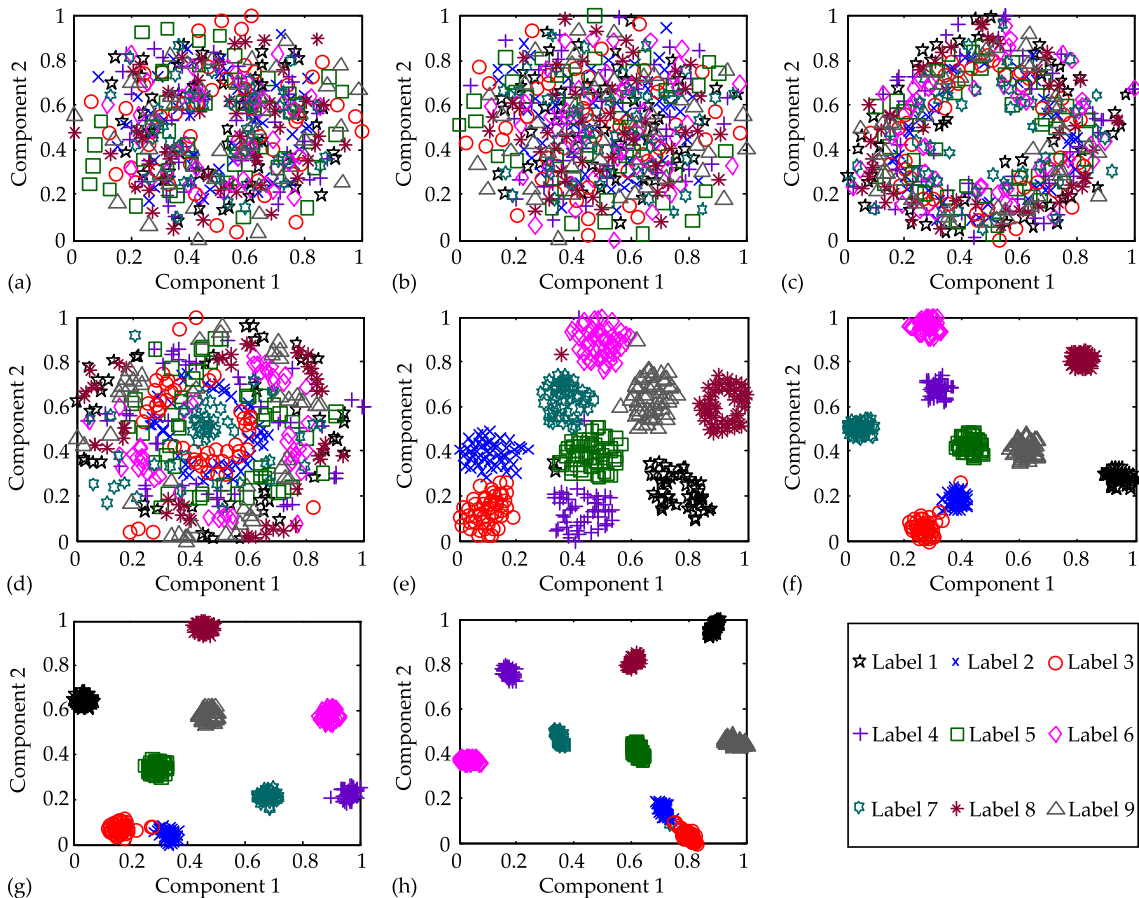 1
0.8
0.6
0.4
0.2
0
Component 2
0.2 0.4 0.6 0.8 1
Component 1
(a)
1
0.8
0.6
0.4
0.2
0
Component 2
0 0.2 0.4 0.6 0.8 1
Component 1
(b)
1
0.8
0.6
0.4
0.2
0
Component 2
0 0.2 0.4 0.6 0.8 1
Component 1
(c)
1
0.8
0.6
0.4
0.2
0
Component 2
0 0.2 0.4 0.6 0.8 1
Component 1
(d)
1
0.8
0.6
0.4
0.2
0
Component 2
0 0.2 0.4 0.6 0.8 1
Component 1
(e)
1
0.8
0.6
0.4
0.2
0
Component 2
0 0.2 0.4 0.6 0.8 1
Component 1
(f)
1
0.8
0.6
0.4
0.2
0
Component 2
0 0.2 0.4 0.6 0.8 1
Component 1
(g)
1
0.8
0.6
0.4
0.2
0
Component 2
0 0.2 0.4 0.6 0.8 1
Component 1
(h)
Label 1 Label 2 Label 3
Label 4 Label 5 Label 6
Label 7 Label 8 Label 9